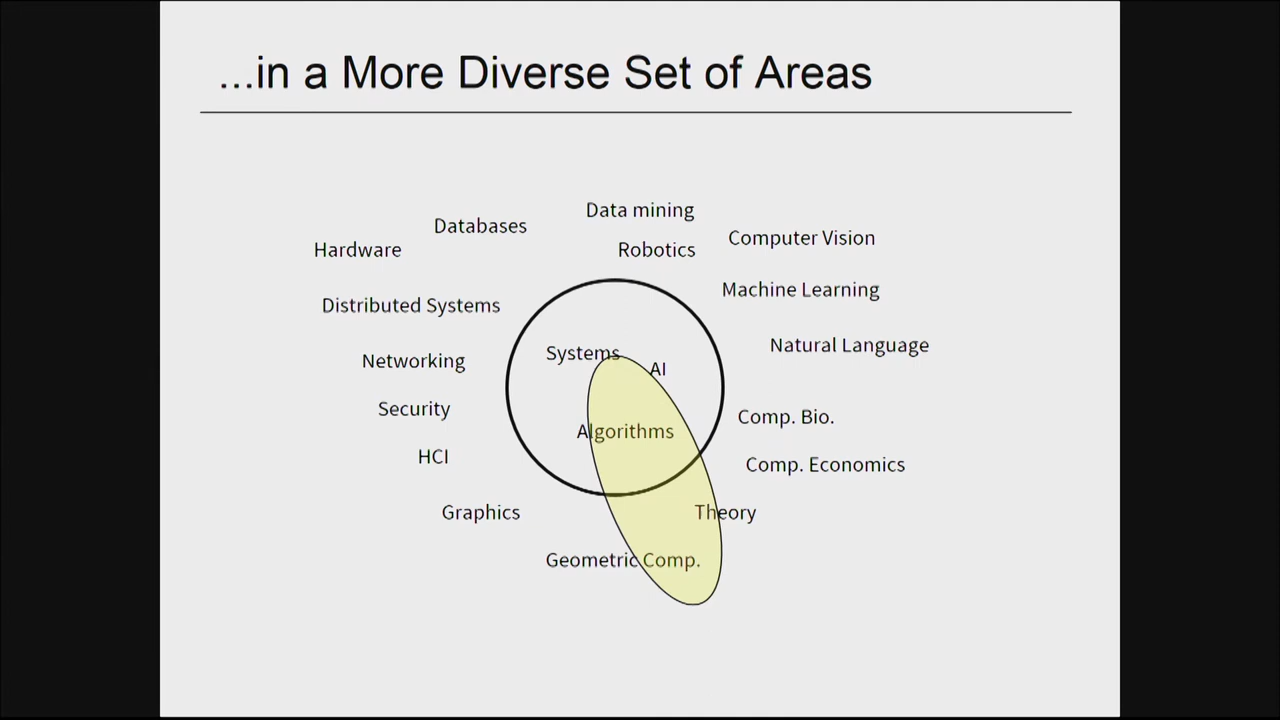 ...in a More Diverse Set of Areas
Data mining
Databases
Computer Vision
Hardware
Robotics
Machine Learning
Distributed Systems
Natural Language
Systems
Networking
AI
Security
Comp. Bio.
Algorithms
HCI
Comp. Economics
Graphics
Theory
Geometric Comp.